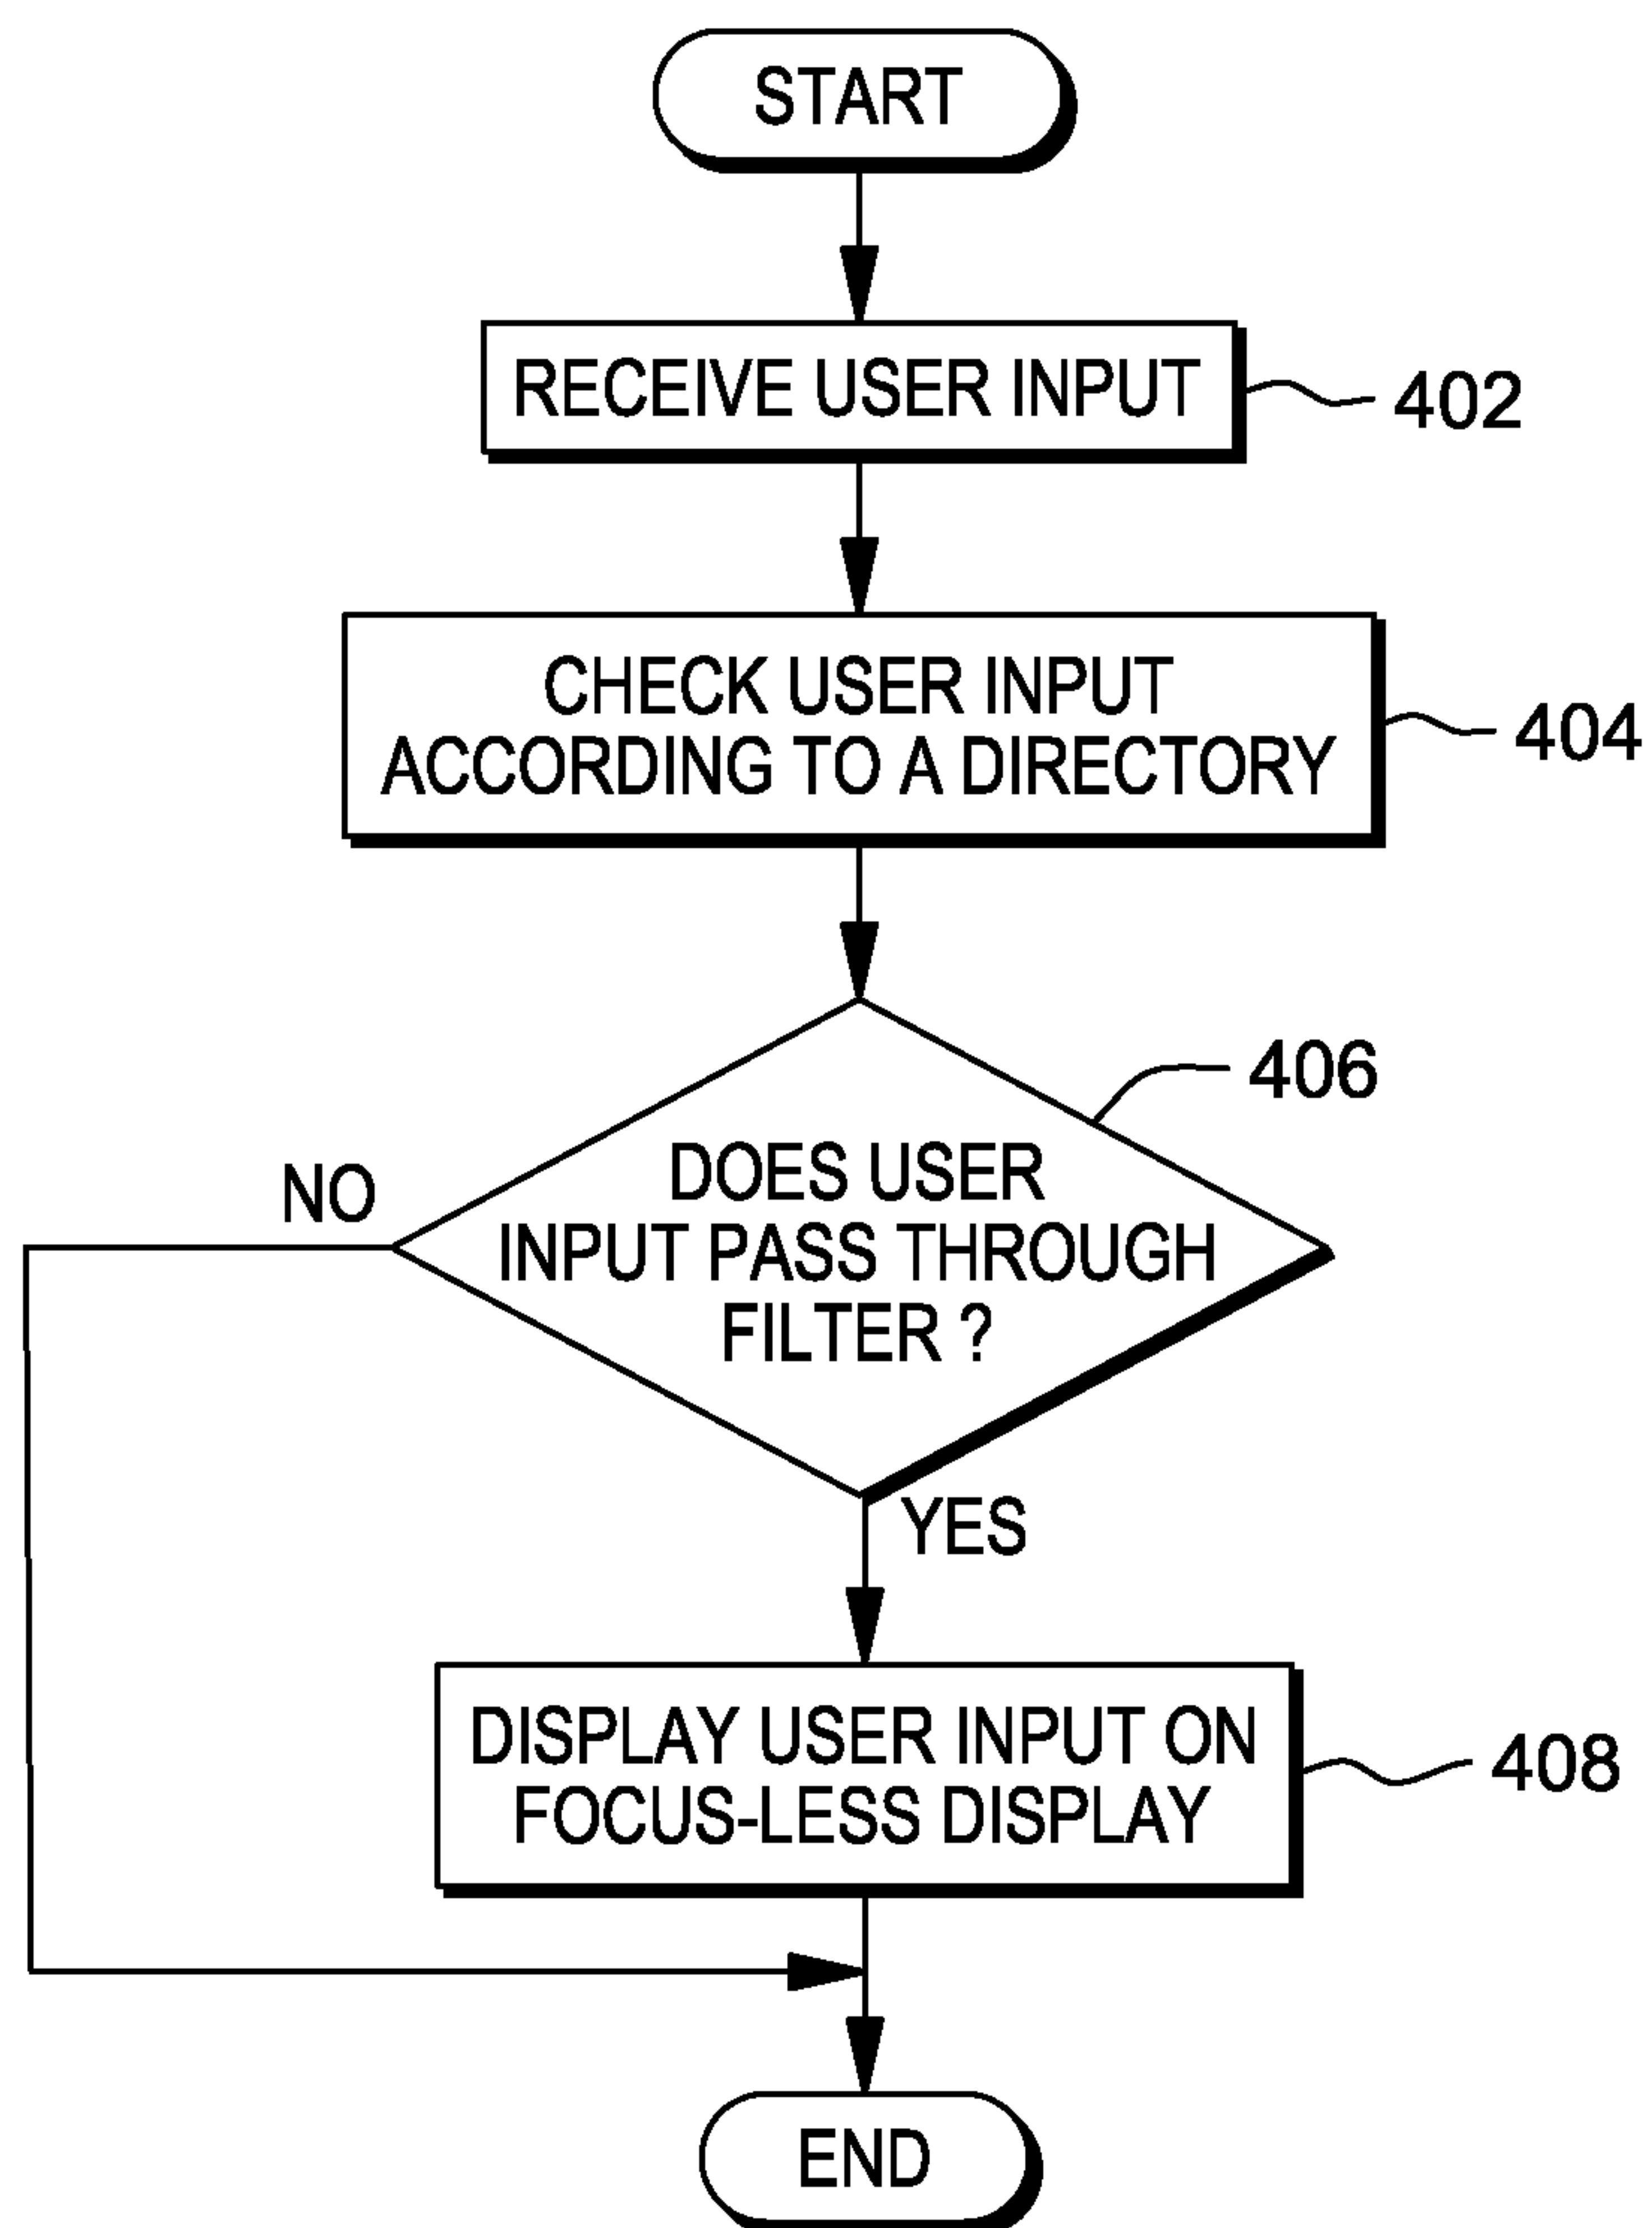 START
RECEIVE USER INPUT
402
CHECK USER INPUT
ACCORDING TO A DIRECTORY
404
406
DOES USER
INPUT PASS THROUGH
FILTER ?
NO
YES
DISPLAY USER INPUT ON
FOCUS-LESS DISPLAY
408
END